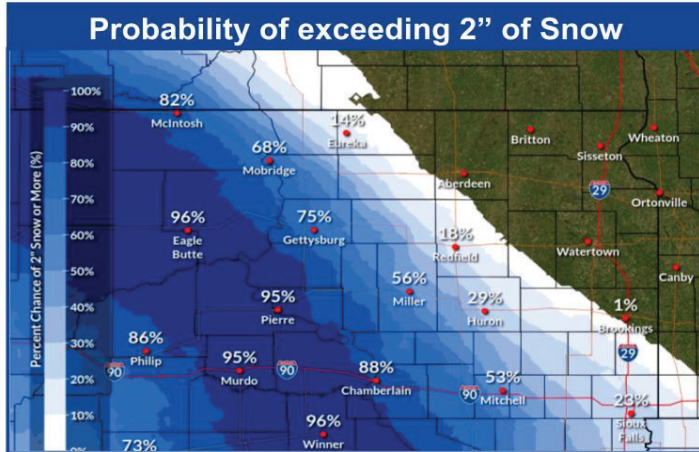 Probability of exceeding 2” of Snow
Percent Chance of 2" Snow or More (%)
100%
90%
80%
70%
60%
50%
40%
30%
20%
10%
0%
82%
McIntosh
68%
Mobridge
14%
Eureka
Britton
Sisseton
Wheaton
Aberdeen
29
Ortonville
96%
Eagle
Butte
75%
Gettysburg
18%
Redfield
Watertown
Canby
95%
Pierre
56%
Miller
29%
Huron
1%
Brookings
86%
Philip
90
95%
Murdo
90
88%
Chamberlain
90
53%
Mitchell
29
23%
Sioux
Falls
96%
Winner
73%